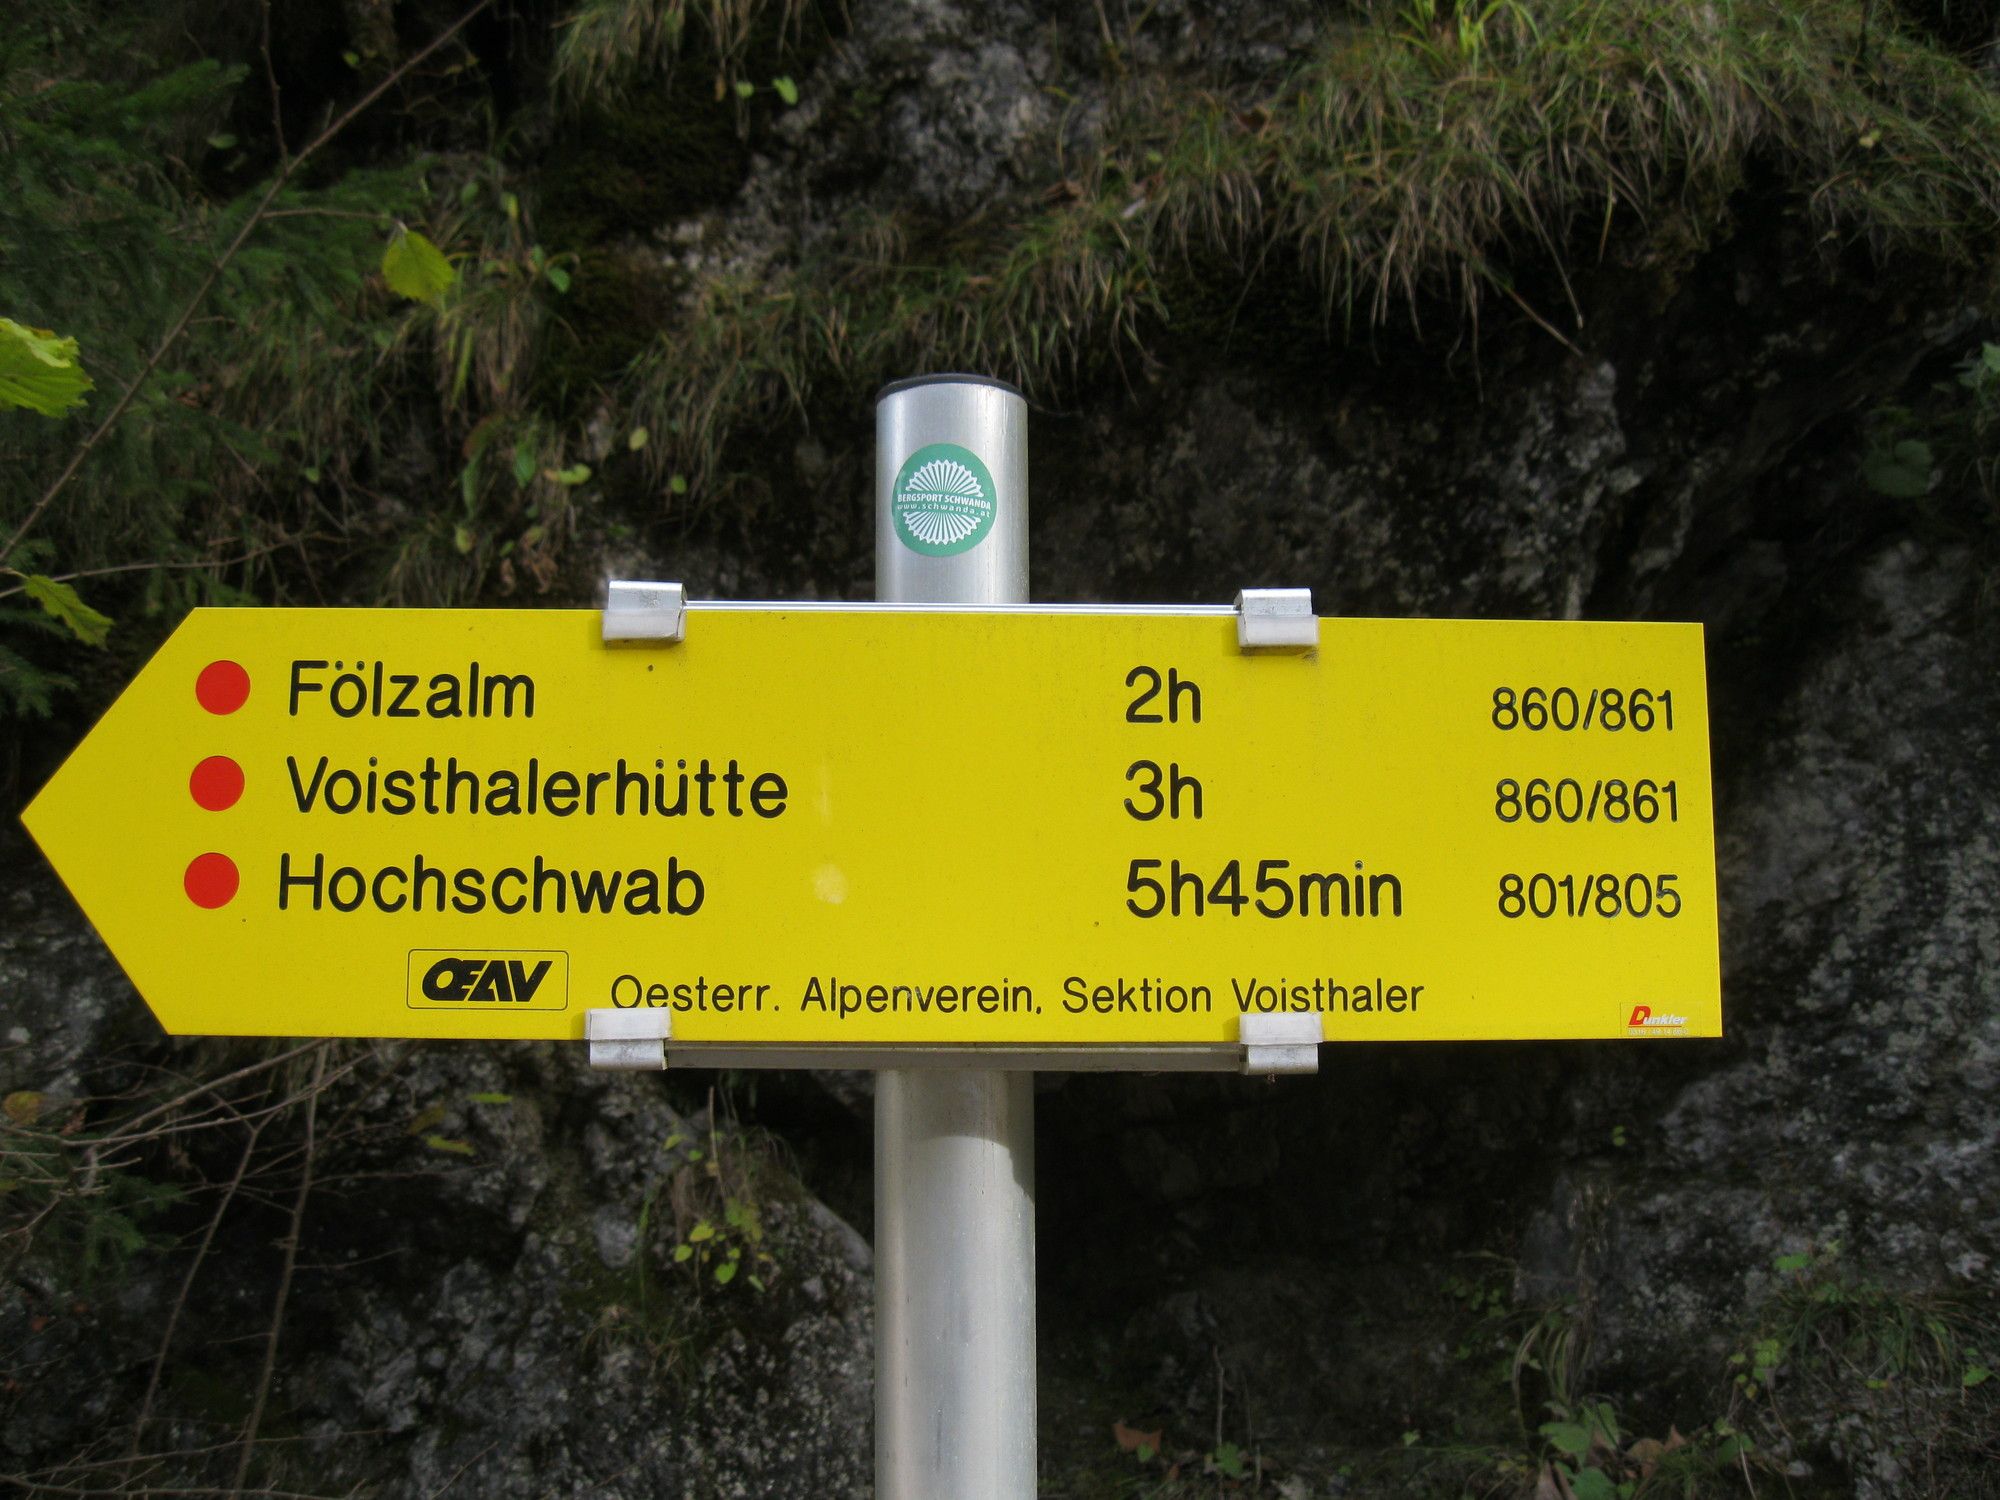 BERGSPORT SCHWANDA
www.schwanda.at
Fölzalm 2h 860/861
Voisthalerhütte 3h 860/861
Hochschwab 5h45min 801/805
OEAV Oesterr. Alpenverein, Sektion Voisthaler
Dunkler